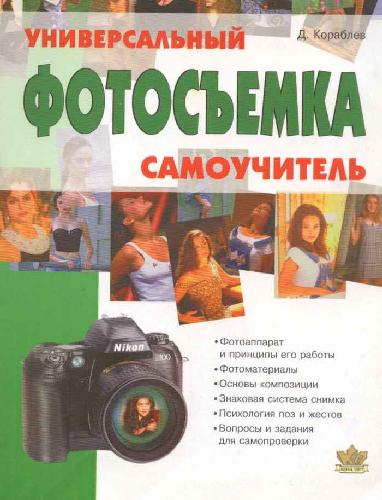 УНИВЕРСАЛЬНЫЙ
Д. Кораблев
ФОТОСЪЕМКА
САМОУЧИТЕЛЬ
Nikon
100
• Фотоаппарат
и принципы его работы
• Фотоматериалы
• Основы композиции
• Знаковая система снимка
• Психология поз и жестов
• Вопросы и задания
для самопроверки